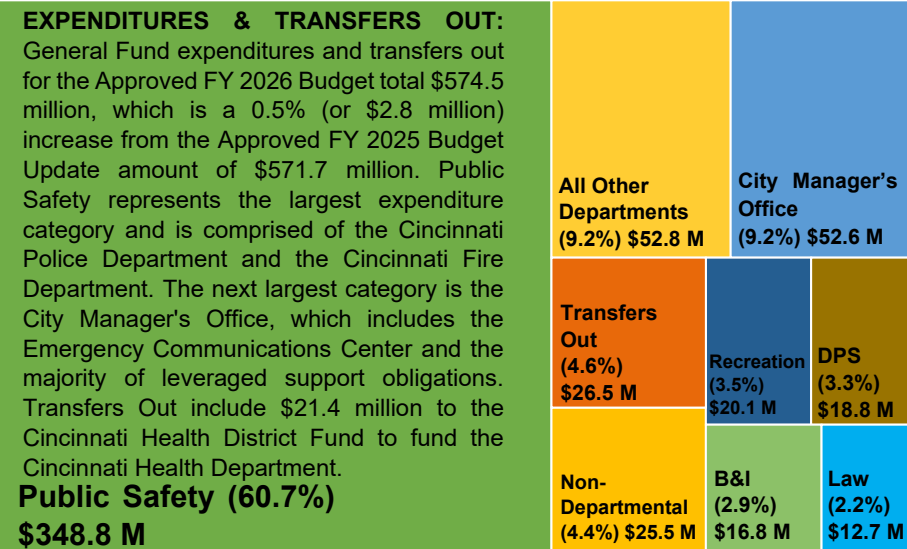 EXPENDITURES & TRANSFERS OUT:
General Fund expenditures and transfers out
for the Approved FY 2026 Budget total $574.5
million, which is a 0.5% (or $2.8 million)
increase from the Approved FY 2025 Budget
Update amount of $571.7 million. Public
Safety represents the largest expenditure
category and is comprised of the Cincinnati
Police Department and the Cincinnati Fire
Department. The next largest category is the
City Manager's Office, which includes the
Emergency Communications Center and the
majority of leveraged support obligations.
Transfers Out include $21.4 million to the
Cincinnati Health District Fund to fund the
Cincinnati Health Department.
Public Safety (60.7%)
$348.8 M
All Other
Departments
(9.2%) $52.8 M
City Manager’s
Office
(9.2%) $52.6 M
Transfers
Out
(4.6%)
$26.5 M
Recreation
(3.5%)
$20.1 M
DPS
(3.3%)
$18.8 M
Non-
Departmental
(4.4%) $25.5 M
B&I
(2.9%)
$16.8 M
Law
(2.2%)
$12.7 M